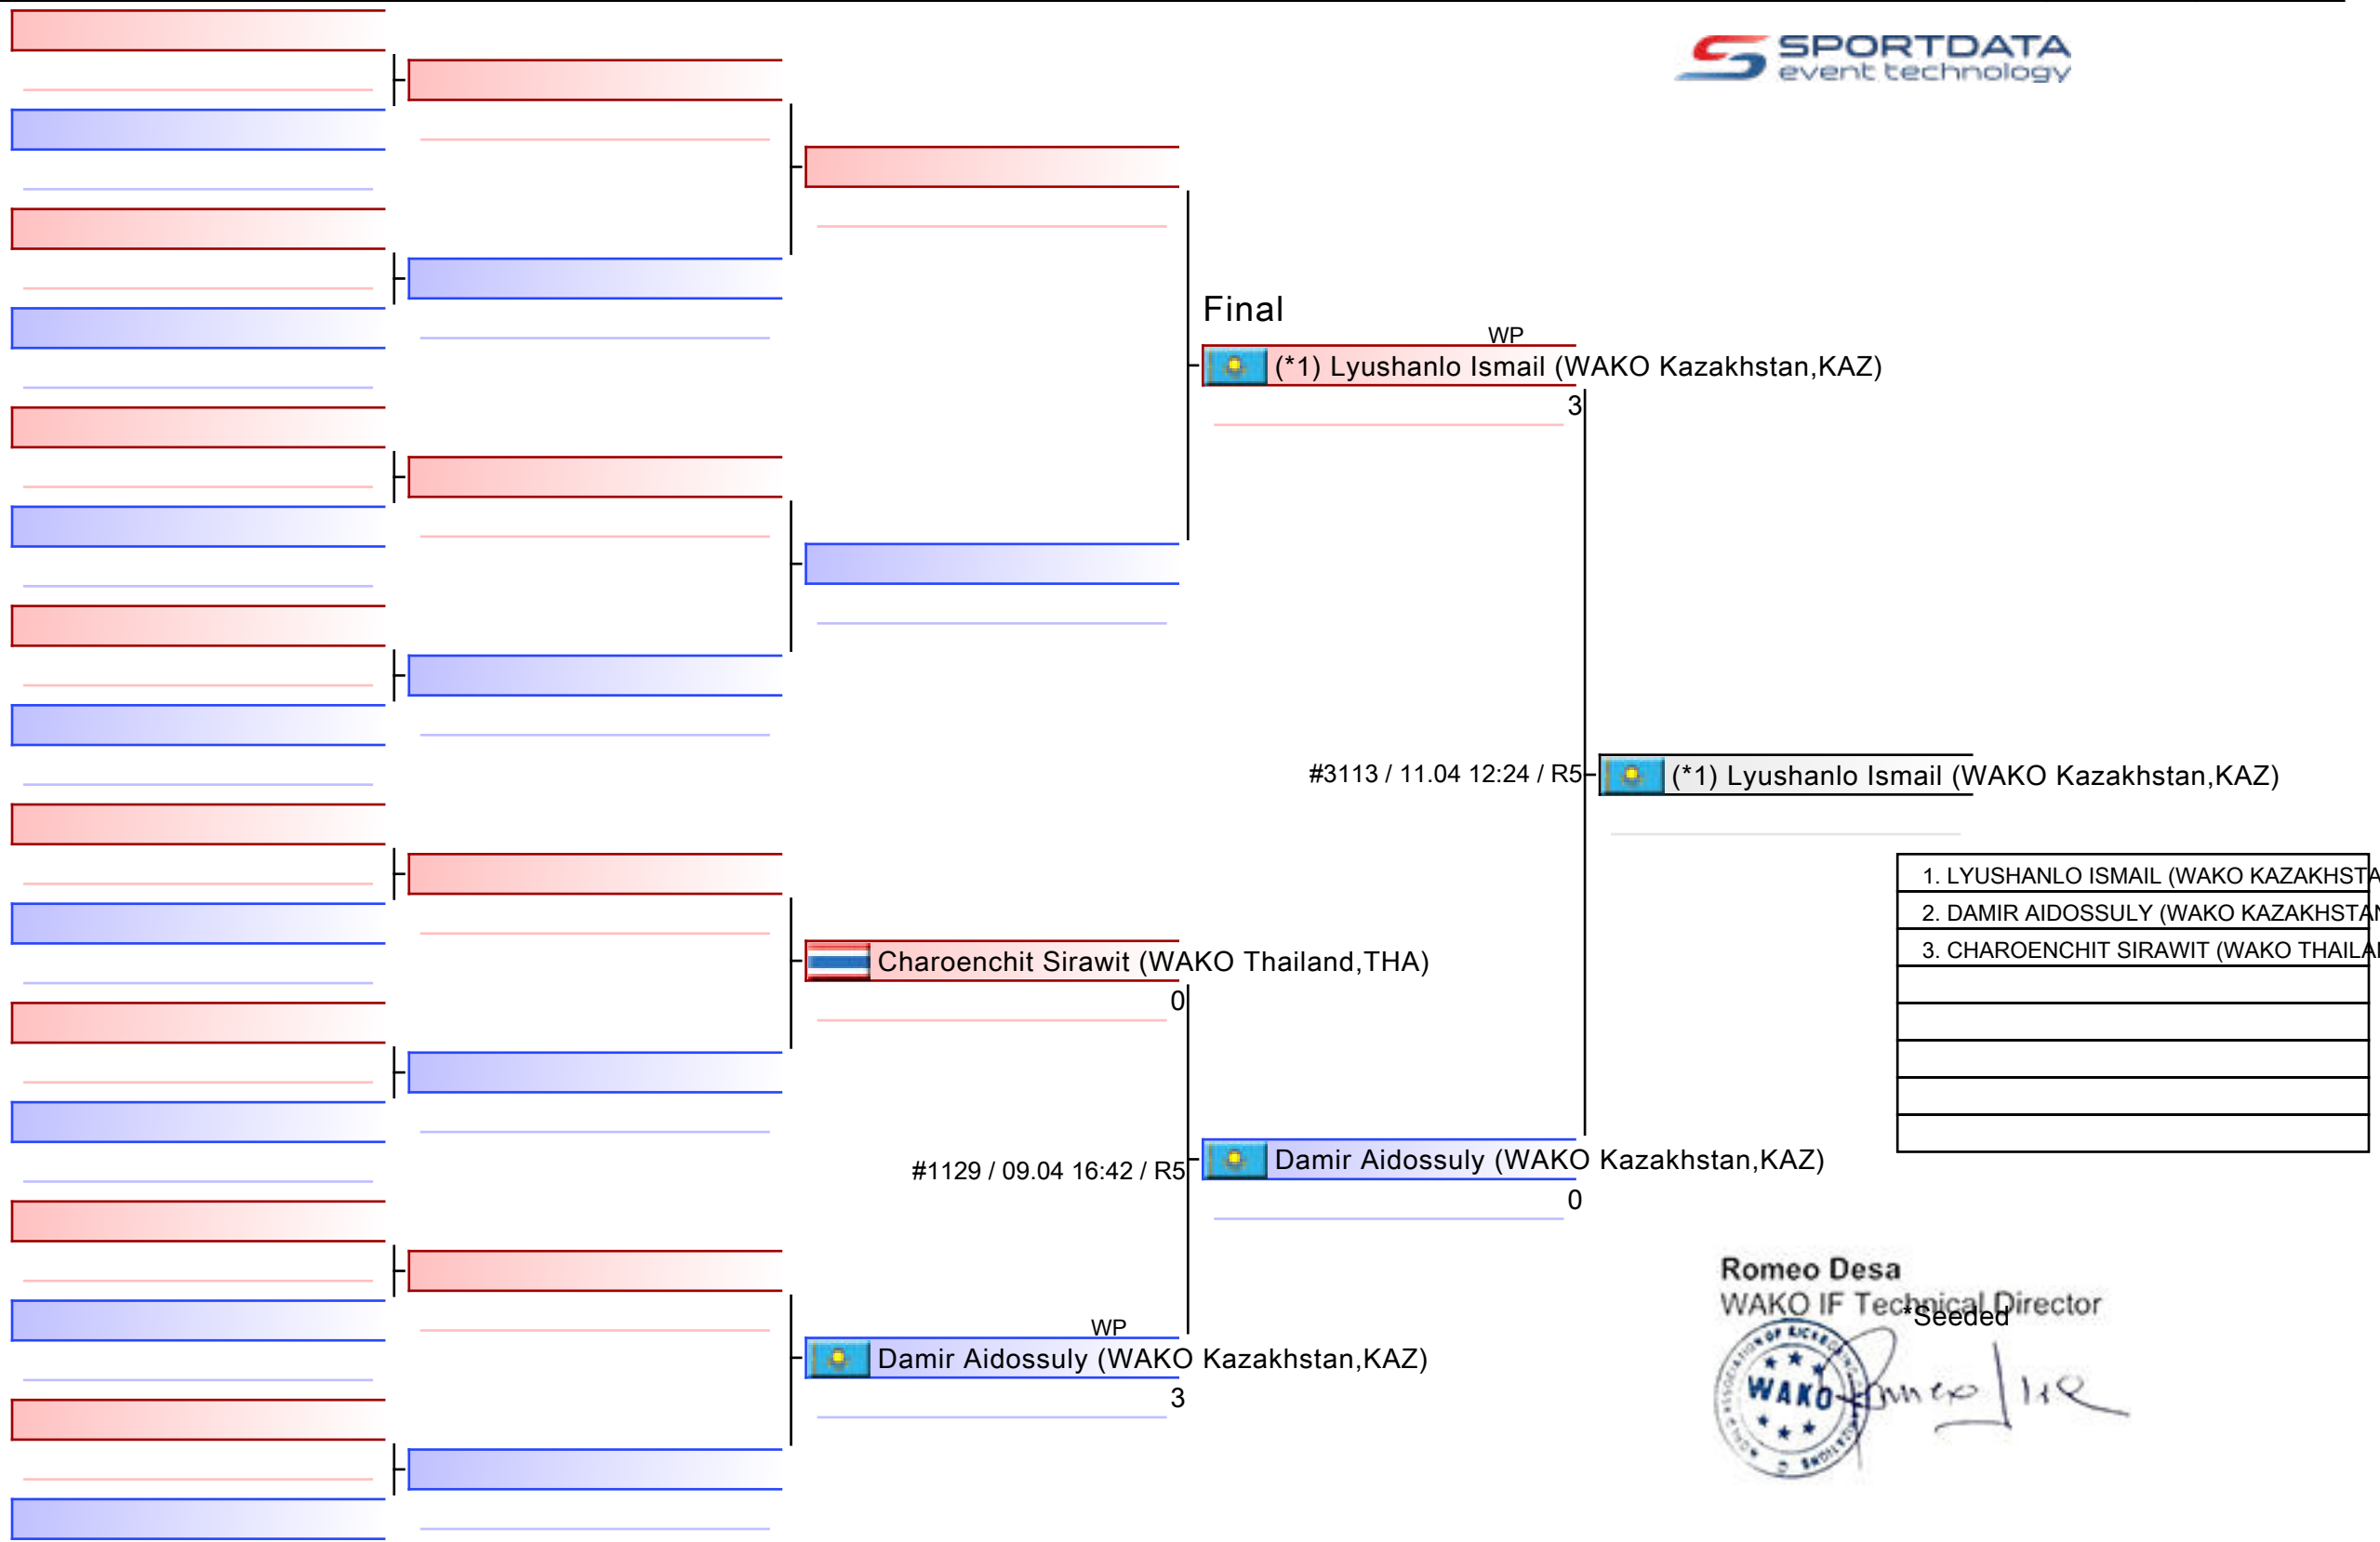 SPORTDATA
event technology
Final
WP
(*1) Lyushanlo Ismail (WAKO Kazakhstan,KAZ)
3
#3113 / 11.04 12:24 / R5
(*1) Lyushanlo Ismail (WAKO Kazakhstan,KAZ)
1. LYUSHANLO ISMAIL (WAKO KAZAKHSTA
2. DAMIR AIDOSSULY (WAKO KAZAKHSTAN
3. CHAROENCHIT SIRAWIT (WAKO THAILA
Charoenchit Sirawit (WAKO Thailand,THA)
0
#1129 / 09.04 16:42 / R5
Damir Aidossuly (WAKO Kazakhstan,KAZ)
0
WP
Damir Aidossuly (WAKO Kazakhstan,KAZ)
3
Romeo Desa
WAKO IF Technical Director
*Seeded
WAKO